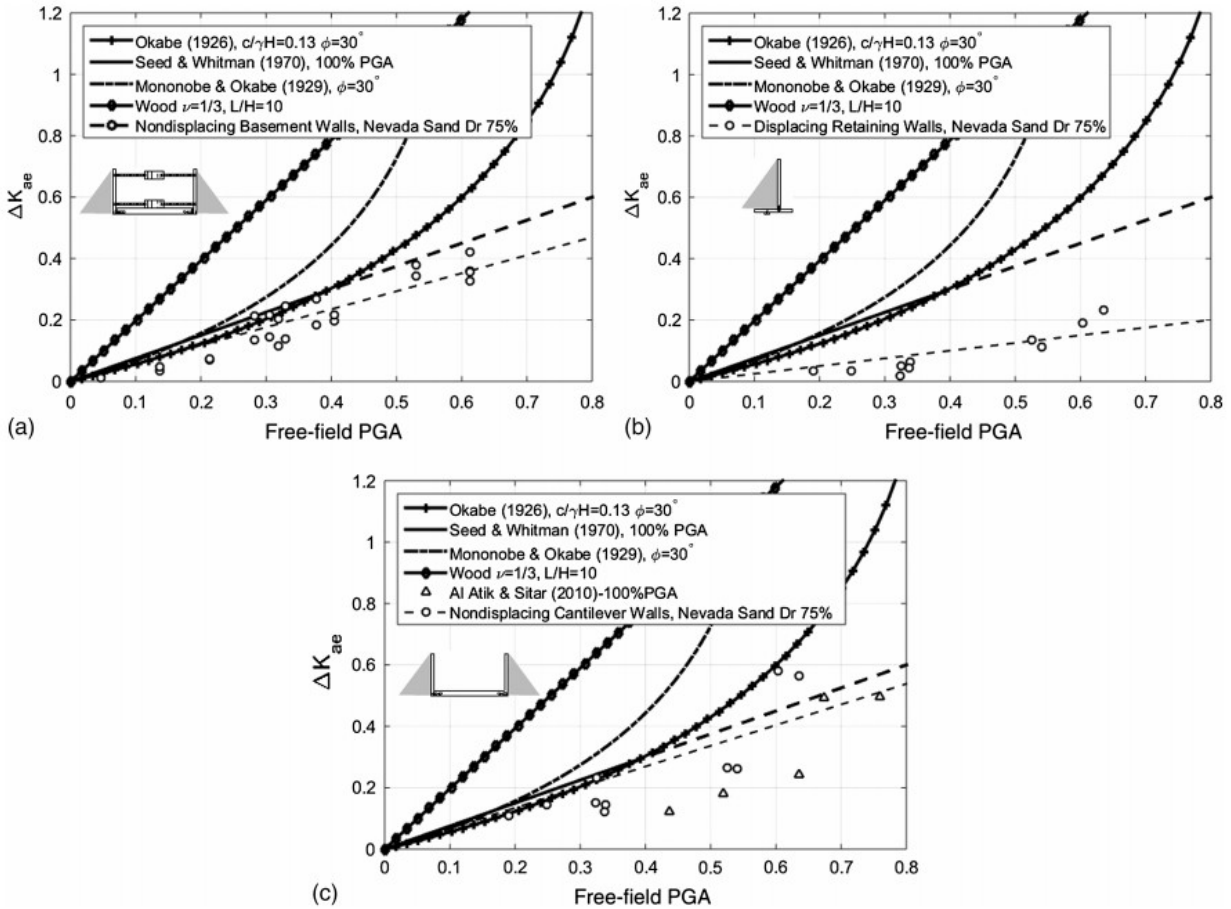 1.2
1
0.8
0.6
0.4
0.2
0
ΔK_ae
Okabe (1926), c/γH=0.13 ϕ=30°
Seed & Whitman (1970), 100% PGA
Mononobe & Okabe (1929), ϕ=30°
Wood ν=1/3, L/H=10
Nondisplacing Basement Walls, Nevada Sand Dr 75%
0 0.1 0.2 0.3 0.4 0.5 0.6 0.7 0.8
(a)
Free-field PGA
1.2
1
0.8
0.6
0.4
0.2
0
ΔK_ae
Okabe (1926), c/γH=0.13 ϕ=30°
Seed & Whitman (1970), 100% PGA
Mononobe & Okabe (1929), ϕ=30°
Wood ν=1/3, L/H=10
Displacing Retaining Walls, Nevada Sand Dr 75%
0 0.1 0.2 0.3 0.4 0.5 0.6 0.7 0.8
(b)
Free-field PGA
1.2
1
0.8
0.6
0.4
0.2
0
ΔK_ae
Okabe (1926), c/γH=0.13 ϕ=30°
Seed & Whitman (1970), 100% PGA
Mononobe & Okabe (1929), ϕ=30°
Wood ν=1/3, L/H=10
Al Atik & Sitar (2010)-100%PGA
Nondisplacing Cantilever Walls, Nevada Sand Dr 75%
0 0.1 0.2 0.3 0.4 0.5 0.6 0.7 0.8
(c)
Free-field PGA